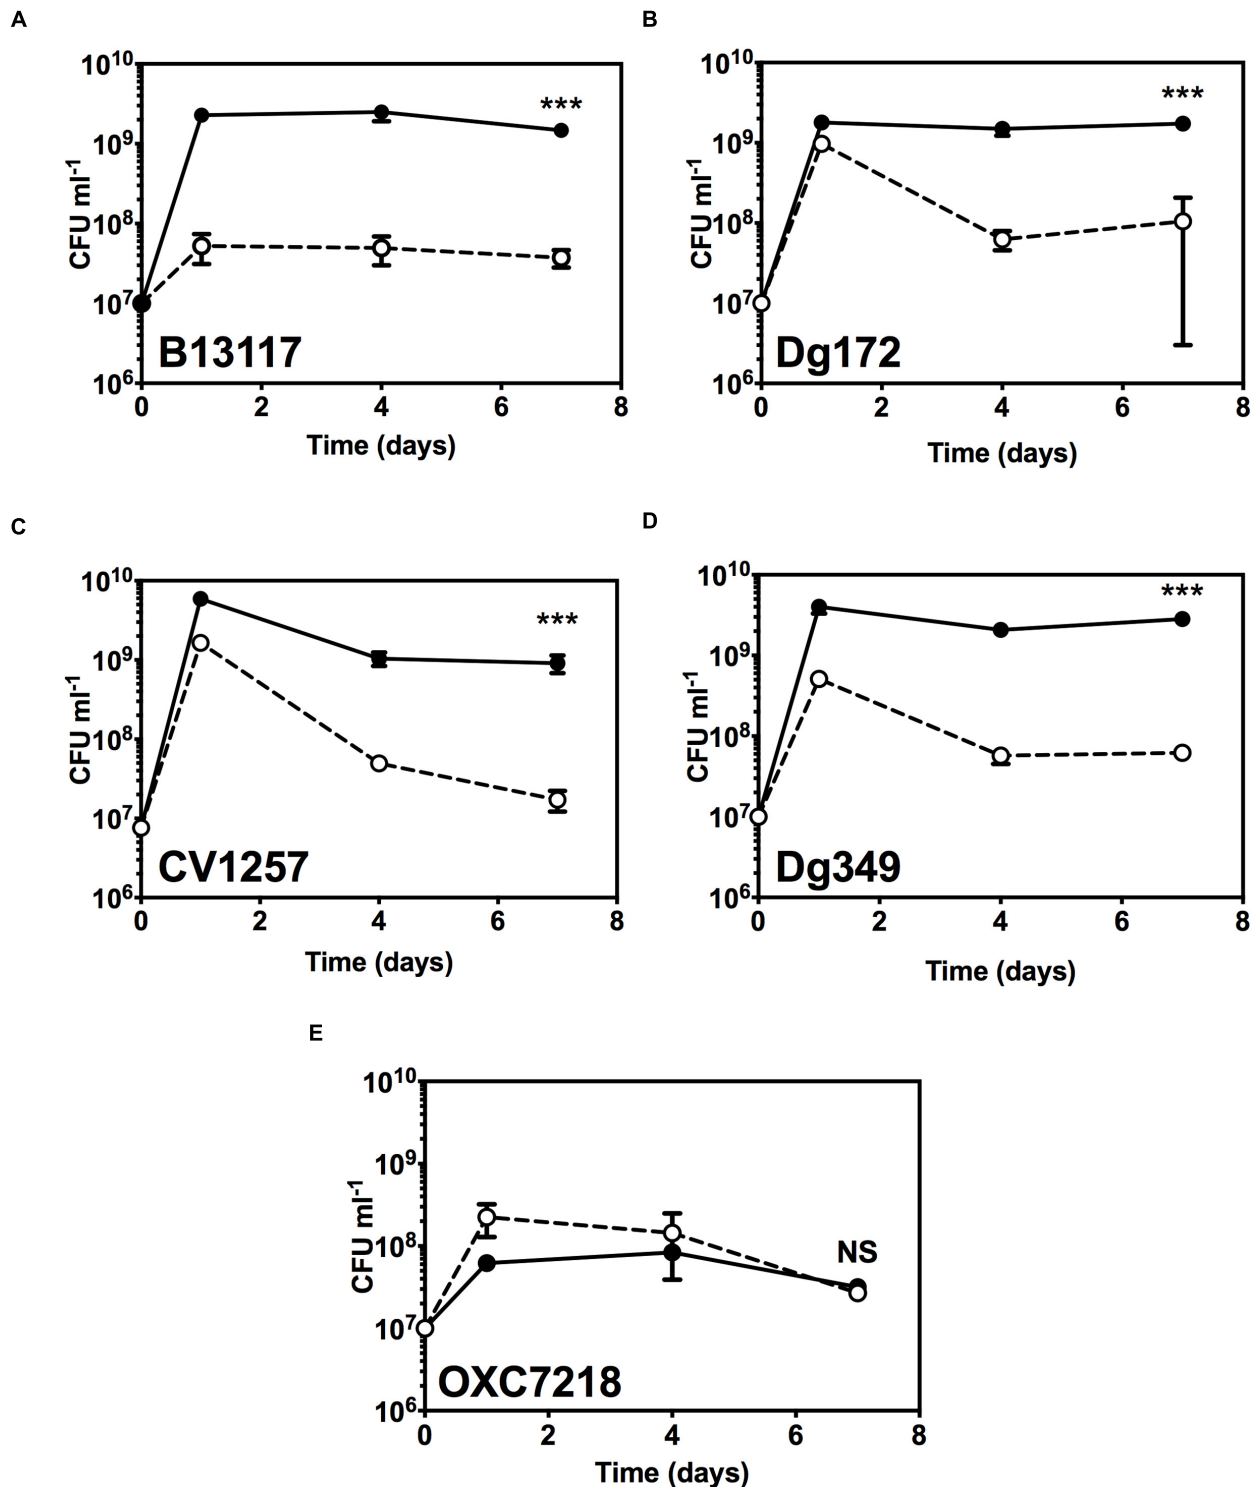 A
10^10
10^9
10^8
10^7
10^6
CFU ml^-1
***
B13117
0 2 4 6 8
Time (days)
B
10^10
10^9
10^8
10^7
10^6
CFU ml^-1
***
Dg172
0 2 4 6 8
Time (days)
C
10^10
10^9
10^8
10^7
10^6
CFU ml^-1
***
CV1257
0 2 4 6 8
Time (days)
D
10^10
10^9
10^8
10^7
10^6
CFU ml^-1
***
Dg349
0 2 4 6 8
Time (days)
E
10^10
10^9
10^8
10^7
10^6
CFU ml^-1
NS
OXC7218
0 2 4 6 8
Time (days)